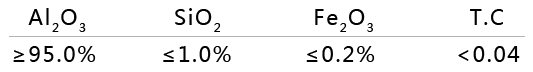 Al₂O₃ SiO₂ Fe₂O₃ T.C
≥95.0% ≤1.0% ≤0.2% <0.04